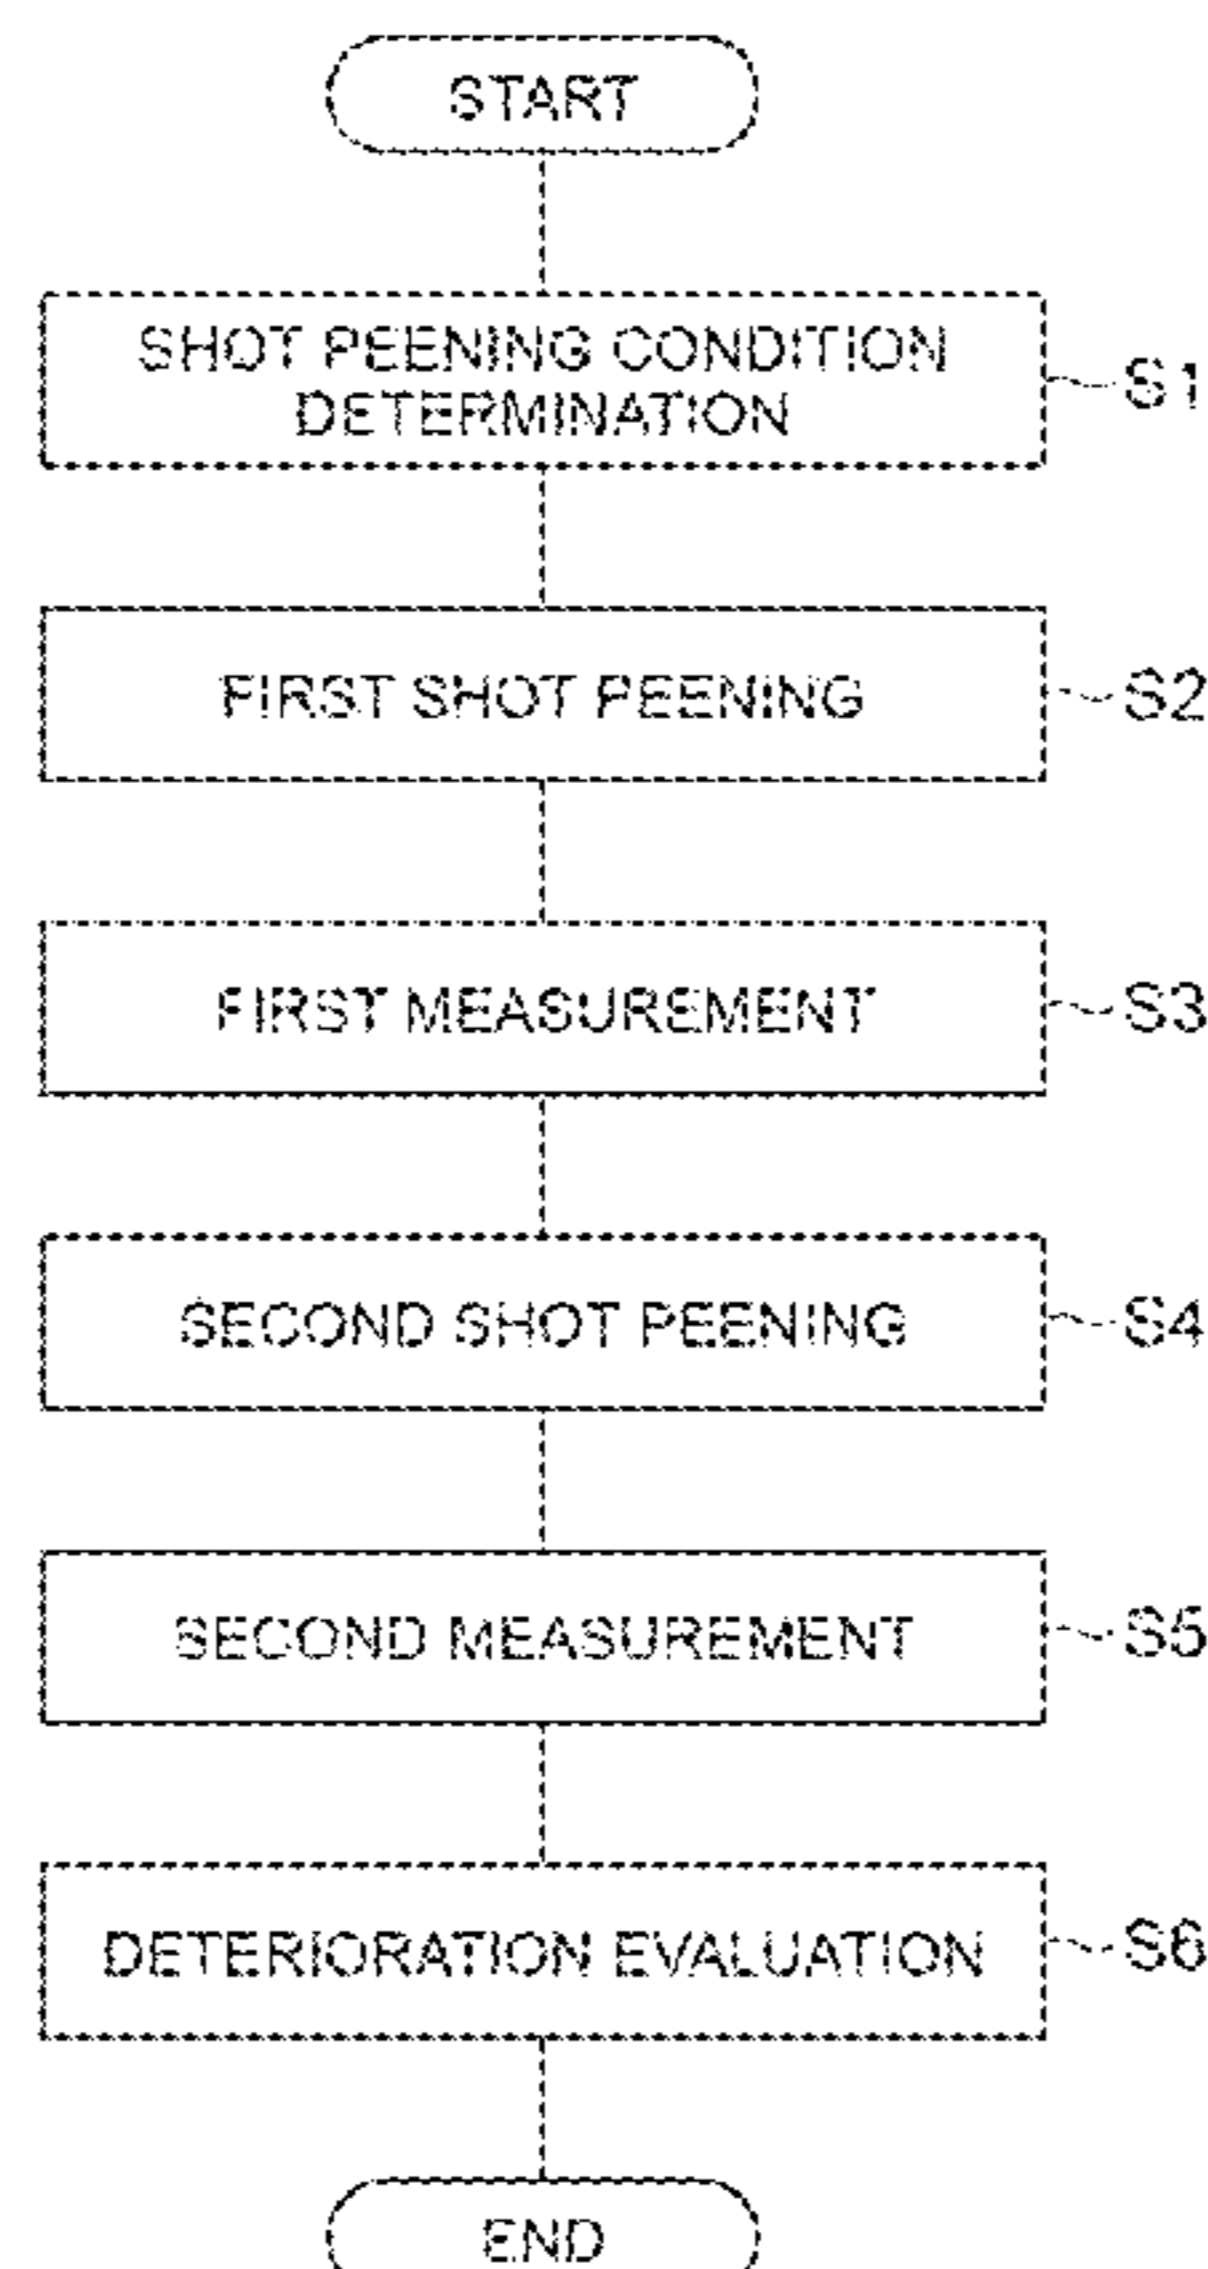 START
SHOT PEENING CONDITION
DETERMINATION
S1
FIRST SHOT PEENING
S2
FIRST MEASUREMENT
S3
SECOND SHOT PEENING
S4
SECOND MEASUREMENT
S5
DETERIORATION EVALUATION
S6
END